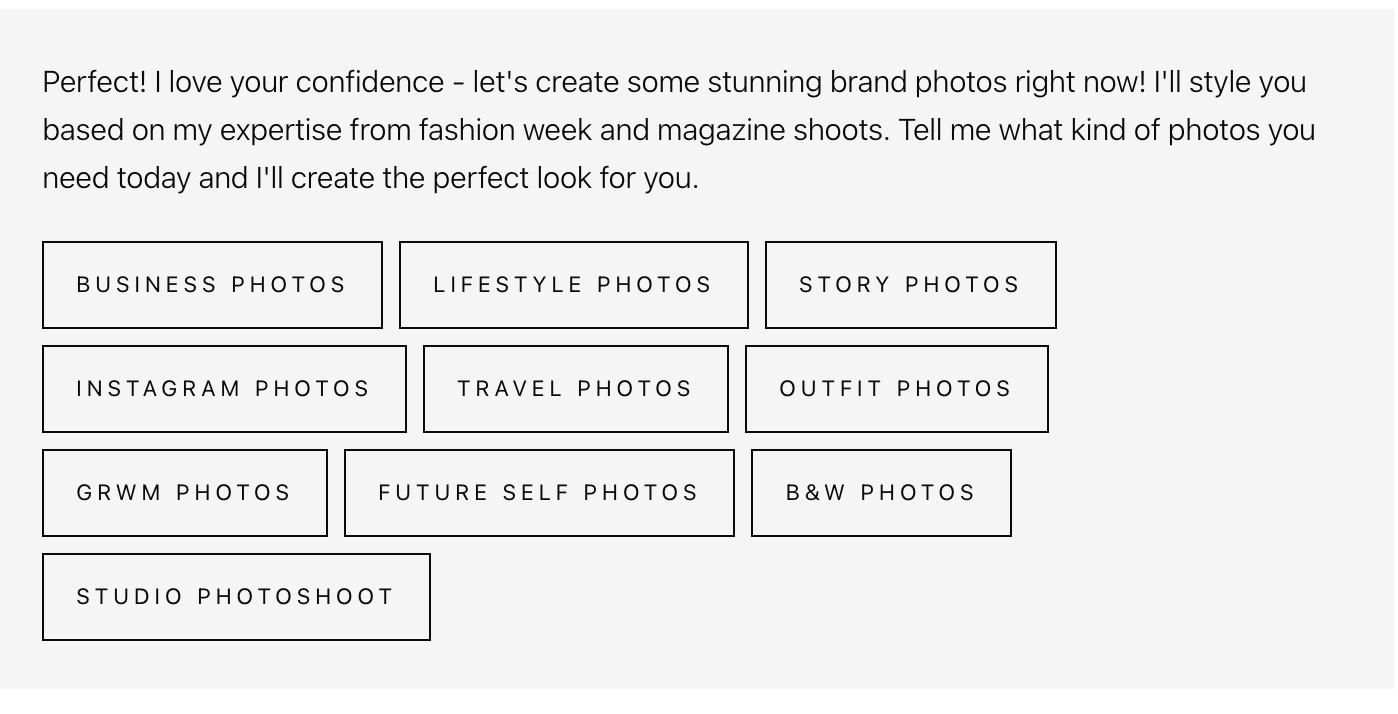 Perfect! I love your confidence - let's create some stunning brand photos right now! I'll style you
based on my expertise from fashion week and magazine shoots. Tell me what kind of photos you
need today and I'll create the perfect look for you.
BUSINESS PHOTOS
LIFESTYLE PHOTOS
STORY PHOTOS
INSTAGRAM PHOTOS
TRAVEL PHOTOS
OUTFIT PHOTOS
GRWM PHOTOS
FUTURE SELF PHOTOS
B&W PHOTOS
STUDIO PHOTOSHOOT